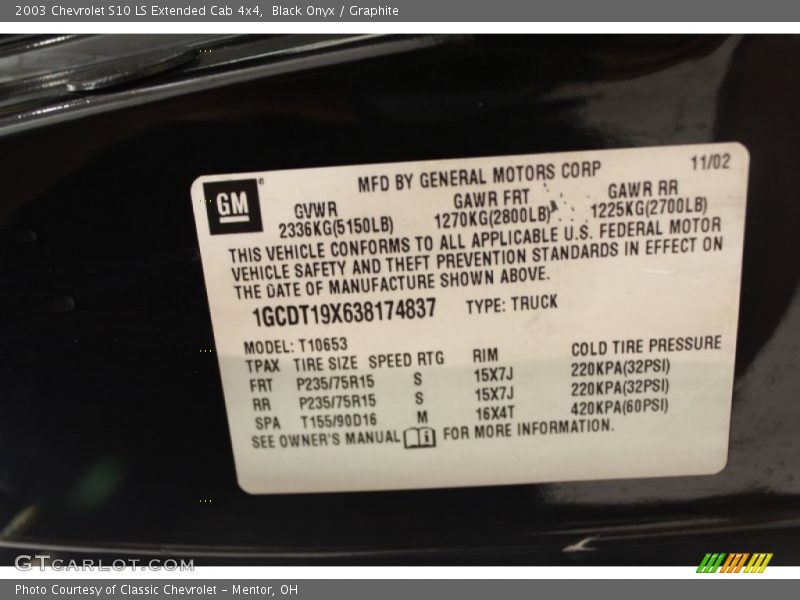 2003 Chevrolet S10 LS Extended Cab 4x4, Black Onyx / Graphite
GM
MFD BY GENERAL MOTORS CORP 11/02
GVWR GAWR FRT GAWR RR
2336KG(5150LB) 1270KG(2800LB) 1225KG(2700LB)
THIS VEHICLE CONFORMS TO ALL APPLICABLE U.S. FEDERAL MOTOR
VEHICLE SAFETY AND THEFT PREVENTION STANDARDS IN EFFECT ON
THE DATE OF MANUFACTURE SHOWN ABOVE.
1GCDT19X638174837 TYPE: TRUCK
MODEL: T10653
TPAX TIRE SIZE SPEED RTG RIM COLD TIRE PRESSURE
FRT P235/75R15 S 15X7J 220KPA(32PSI)
RR P235/75R15 S 15X7J 220KPA(32PSI)
SPA T155/90D16 M 16X4T 420KPA(60PSI)
SEE OWNER'S MANUAL FOR MORE INFORMATION.
GTCARLOT.COM
Photo Courtesy of Classic Chevrolet - Mentor, OH